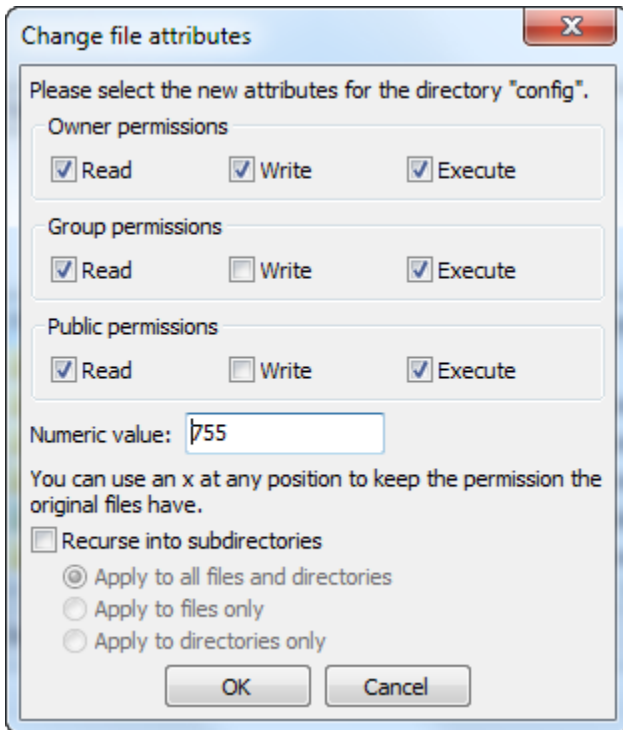 Change file attributes
Please select the new attributes for the directory "config".
Owner permissions
Read Write Execute
Group permissions
Read Write Execute
Public permissions
Read Write Execute
Numeric value: 755
You can use an x at any position to keep the permission the
original files have.
Recurse into subdirectories
Apply to all files and directories
Apply to files only
Apply to directories only
OK Cancel